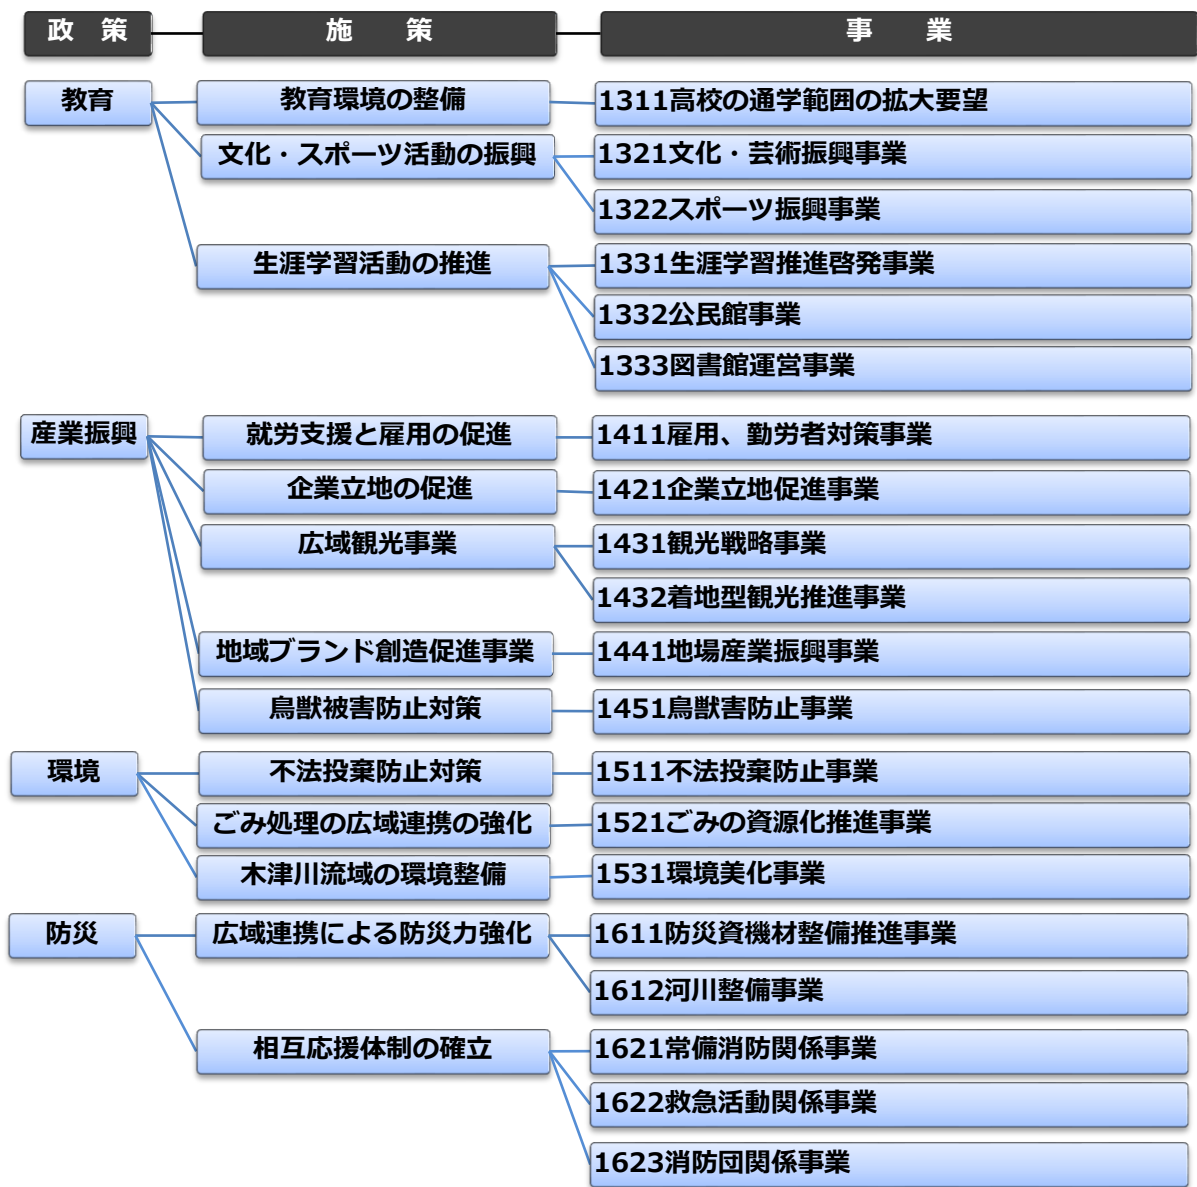 政　策　施　　策　事　　業
教育　教育環境の整備　1311高校の通学範囲の拡大要望
文化・スポーツ活動の振興　1321文化・芸術振興事業
1322スポーツ振興事業
生涯学習活動の推進　1331生涯学習推進啓発事業
1332公民館事業
1333図書館運営事業
産業振興　就労支援と雇用の促進　1411雇用、勤労者対策事業
企業立地の促進　1421企業立地促進事業
広域観光事業　1431観光戦略事業
1432着地型観光推進事業
地域ブランド創造促進事業　1441地場産業振興事業
鳥獣被害防止対策　1451鳥獣害防止事業
環境　不法投棄防止対策　1511不法投棄防止事業
ごみ処理の広域連携の強化　1521ごみの資源化推進事業
木津川流域の環境整備　1531環境美化事業
防災　広域連携による防災力強化　1611防災資機材整備推進事業
1612河川整備事業
相互応援体制の確立　1621常備消防関係事業
1622救急活動関係事業
1623消防団関係事業